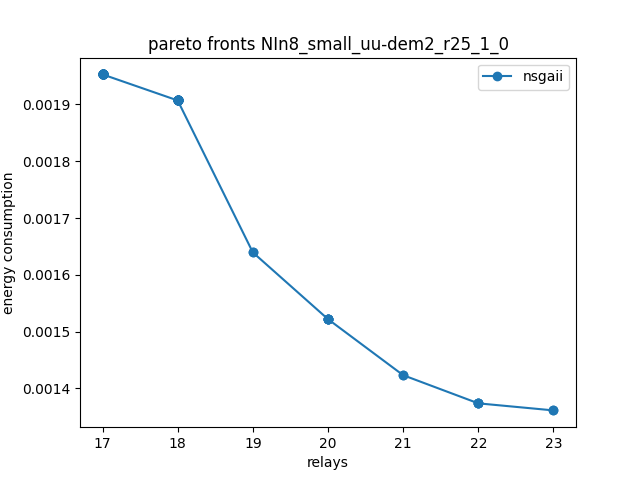 pareto fronts NIn8_small_uu-dem2_r25_1_0
nsgaii
energy consumption
0.0019
0.0018
0.0017
0.0016
0.0015
0.0014
17 18 19 20 21 22 23
relays